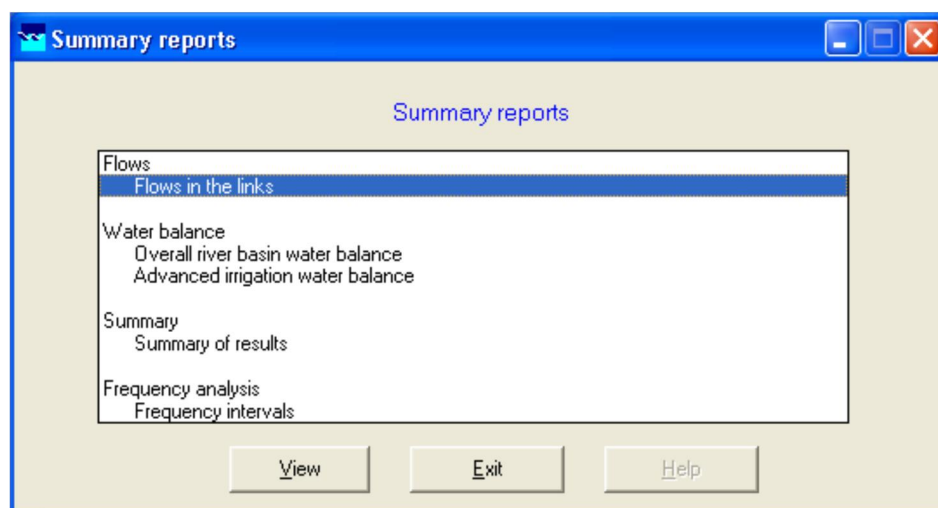 Summary reports
Summary reports
Flows
Flows in the links
Water balance
Overall river basin water balance
Advanced irrigation water balance
Summary
Summary of results
Frequency analysis
Frequency intervals
View Exit Help